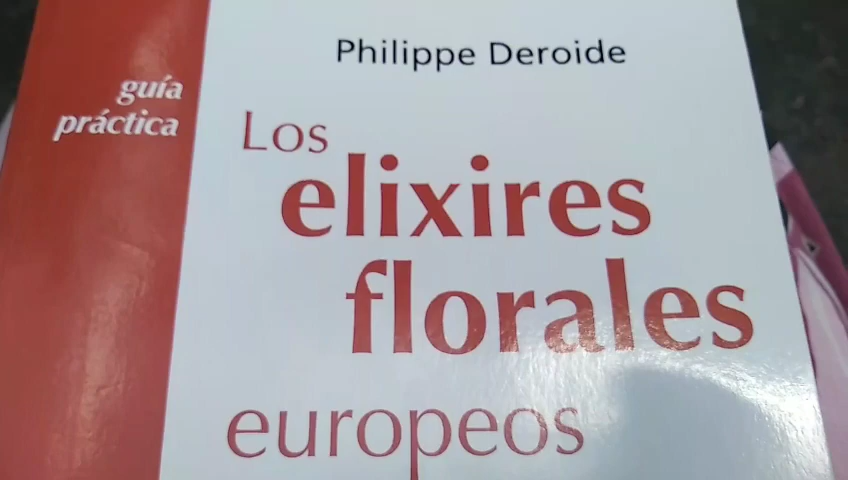 Philippe Deroide
guía
práctica
Los
elixires
florales
europeos